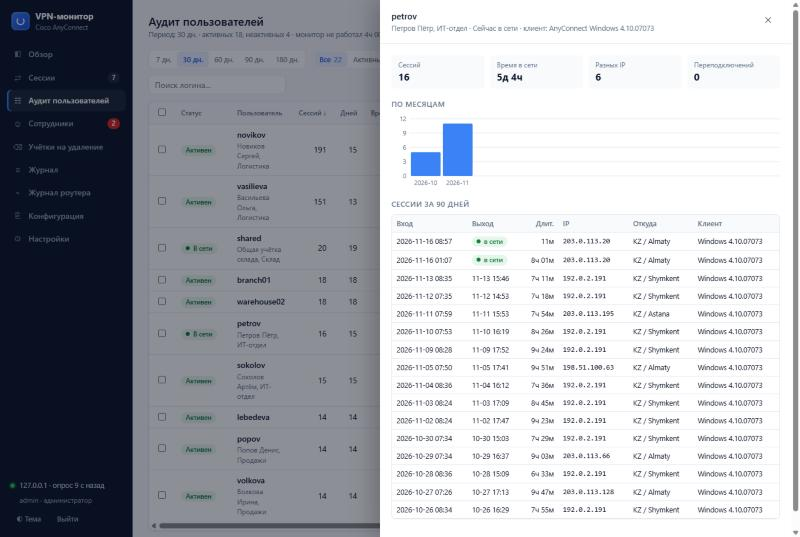 VPN-монитор
Cisco AnyConnect
Обзор
Сессии 7
Аудит пользователей
Сотрудники 2
Учётки на удаление
Журнал
Журнал роутера
Конфигурация
Настройки
127.0.0.1 · опрос 9 с назад
admin · администратор
Тема Выйти
Аудит пользователей
Период: 30 дн. · активных 18, неактивных 4 · монитор не работал 4ч 0
7 дн. 30 дн. 60 дн. 90 дн. 180 дн. Все 22 Активны
Поиск логина...
Статус Пользователь Сессий ↓ Дней Вр
Активен novikov Новиков Сергей, Логистика 191 15
Активен vasilieva Васильева Ольга, Логистика 151 13
В сети shared Общая учётка склада, Склад 20 19
Активен branch01 18 18
Активен warehouse02 18 18
В сети petrov Петров Пётр, ИТ-отдел 16 15
Активен sokolov Соколов Артём, ИТ-отдел 15 15
Активен lebedeva 14 14
Активен popov Попов Денис, Продажи 14 14
Активен volkova Волкова Ирина, Продажи 14 14
petrov
Петров Пётр, ИТ-отдел · Сейчас в сети · клиент: AnyConnect Windows 4.10.07073
Сессий Время в сети Разных IP Переподключений
16 5д 4ч 6 0
ПО МЕСЯЦАМ
12
9
6
3
0
2026-10 2026-11
СЕССИИ ЗА 90 ДНЕЙ
Вход Выход Длит. IP Откуда Клиент
2026-11-16 08:57 в сети 11м 203.0.113.20 KZ / Almaty Windows 4.10.07073
2026-11-16 01:07 в сети 8ч 01м 203.0.113.20 KZ / Almaty Windows 4.10.07073
2026-11-13 08:35 11-13 15:46 7ч 11м 192.0.2.191 KZ / Shymkent Windows 4.10.07073
2026-11-12 07:35 11-12 14:53 7ч 18м 192.0.2.191 KZ / Shymkent Windows 4.10.07073
2026-11-11 07:59 11-11 15:53 7ч 54м 203.0.113.195 KZ / Astana Windows 4.10.07073
2026-11-10 07:53 11-10 16:19 8ч 26м 192.0.2.191 KZ / Shymkent Windows 4.10.07073
2026-11-09 08:28 11-09 17:52 9ч 24м 192.0.2.191 KZ / Shymkent Windows 4.10.07073
2026-11-05 07:50 11-05 17:41 9ч 51м 198.51.100.63 KZ / Almaty Windows 4.10.07073
2026-11-04 08:36 11-04 16:12 7ч 36м 192.0.2.191 KZ / Shymkent Windows 4.10.07073
2026-11-03 08:24 11-03 17:09 8ч 45м 192.0.2.191 KZ / Shymkent Windows 4.10.07073
2026-11-02 08:24 11-02 17:47 9ч 23м 192.0.2.191 KZ / Shymkent Windows 4.10.07073
2026-10-30 07:34 10-30 15:03 7ч 29м 192.0.2.191 KZ / Shymkent Windows 4.10.07073
2026-10-29 07:34 10-29 16:37 9ч 03м 203.0.113.66 KZ / Almaty Windows 4.10.07073
2026-10-28 08:36 10-28 15:09 6ч 33м 192.0.2.191 KZ / Shymkent Windows 4.10.07073
2026-10-27 07:26 10-27 17:13 9ч 47м 203.0.113.128 KZ / Almaty Windows 4.10.07073
2026-10-26 08:34 10-26 16:29 7ч 55м 192.0.2.191 KZ / Shymkent Windows 4.10.07073